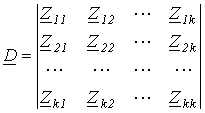 D = | Z11 Z12 ⋯ Z1k |
| Z21 Z22 ⋯ Z2k |
| ⋯ ⋯ ⋯ ⋯ |
| Zk1 Zk2 ⋯ Zkk |